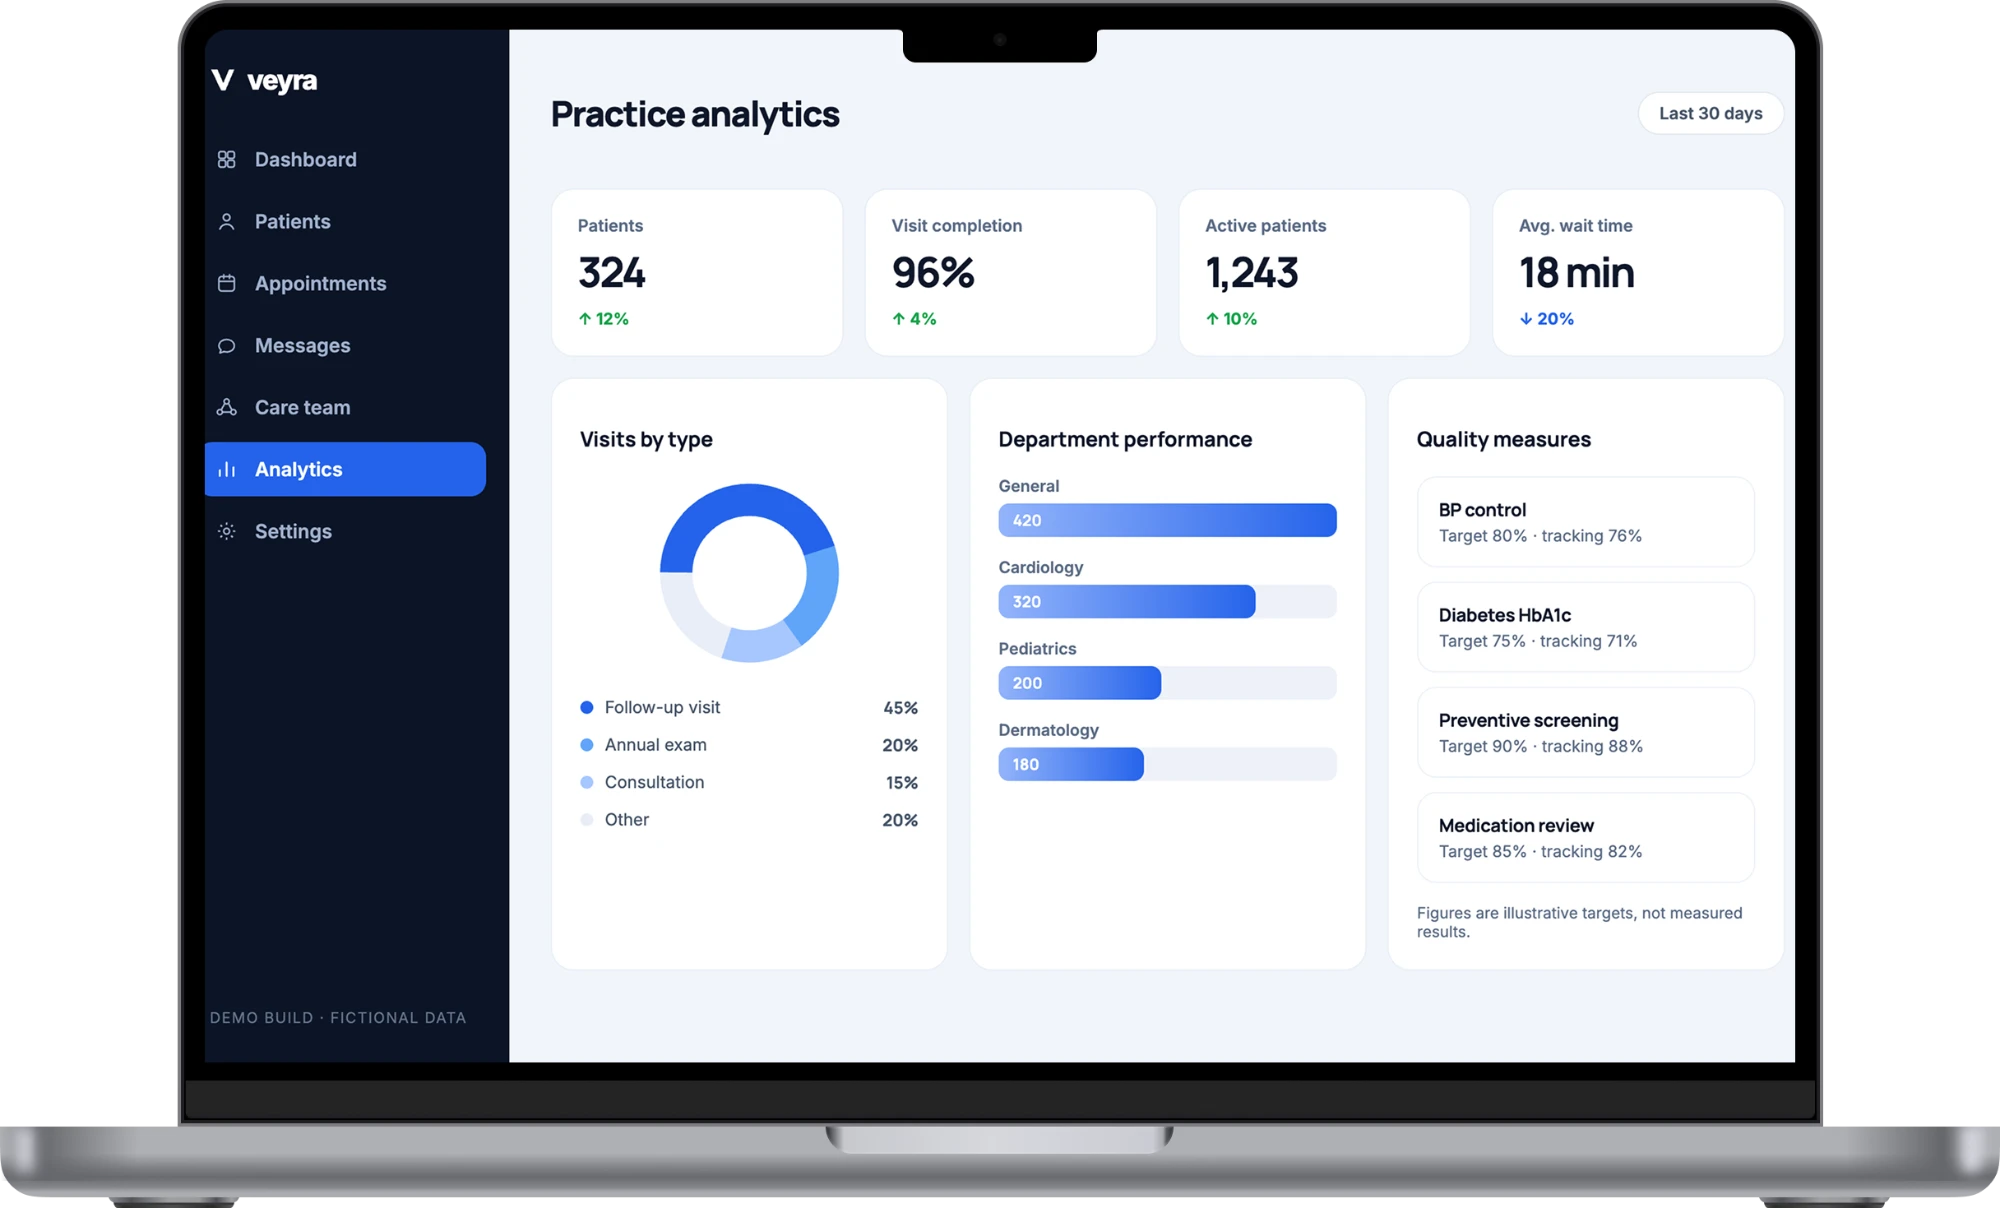 V veyra
Dashboard
Patients
Appointments
Messages
Care team
Analytics
Settings
DEMO BUILD · FICTIONAL DATA
Practice analytics
Last 30 days
Patients
324
↑ 12%
Visit completion
96%
↑ 4%
Active patients
1,243
↑ 10%
Avg. wait time
18 min
↓ 20%
Visits by type
Follow-up visit 45%
Annual exam 20%
Consultation 15%
Other 20%
Department performance
General
420
Cardiology
320
Pediatrics
200
Dermatology
180
Quality measures
BP control
Target 80% · tracking 76%
Diabetes HbA1c
Target 75% · tracking 71%
Preventive screening
Target 90% · tracking 88%
Medication review
Target 85% · tracking 82%
Figures are illustrative targets, not measured
results.